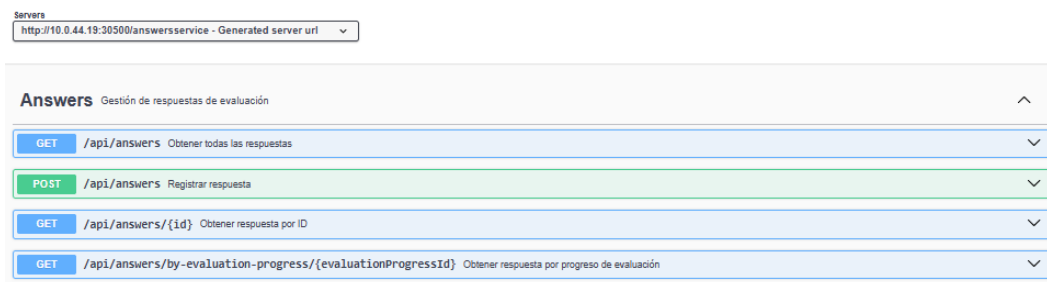 Servers
http://10.0.44.19:30500/answersservice - Generated server url
Answers Gestión de respuestas de evaluación
GET /api/answers Obtener todas las respuestas
POST /api/answers Registrar respuesta
GET /api/answers/{id} Obtener respuesta por ID
GET /api/answers/by-evaluation-progress/{evaluationProgressId} Obtener respuesta por progreso de evaluación